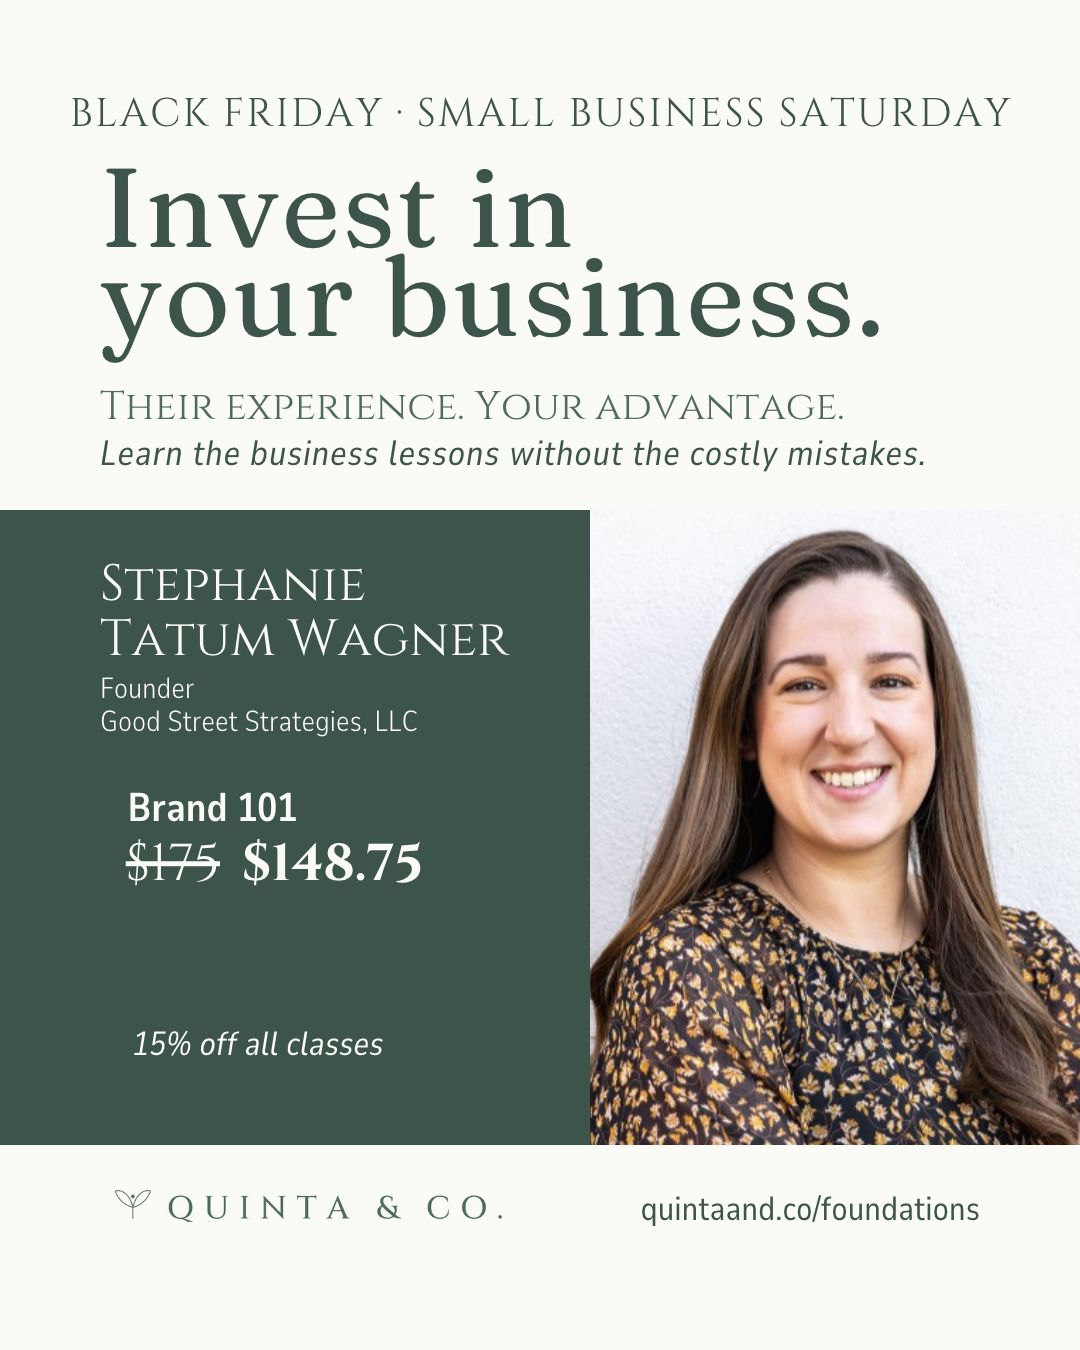 BLACK FRIDAY · SMALL BUSINESS SATURDAY
Invest in
your business.
THEIR EXPERIENCE. YOUR ADVANTAGE.
Learn the business lessons without the costly mistakes.
STEPHANIE
TATUM WAGNER
Founder
Good Street Strategies, LLC
Brand 101
$175 $148.75
15% off all classes
QUINTA & CO.
quintaand.co/foundations